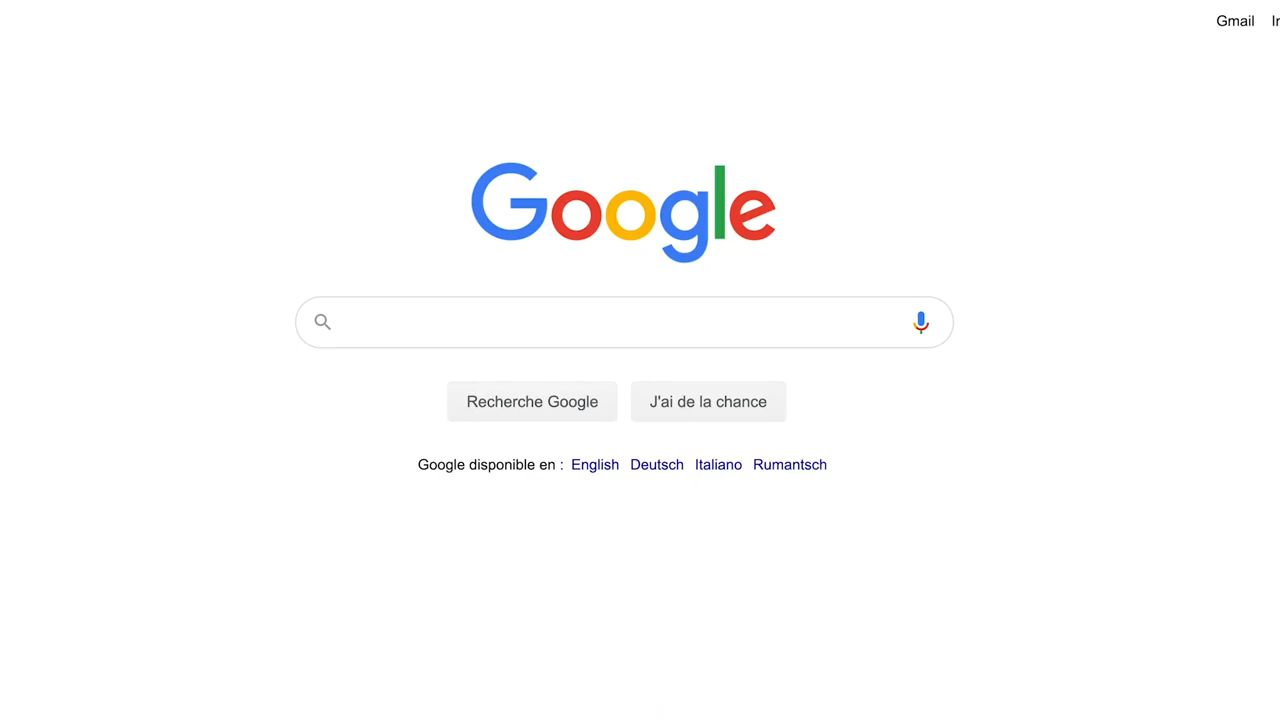 Gmail
Google
Recherche Google J'ai de la chance
Google disponible en : English Deutsch Italiano Rumantsch